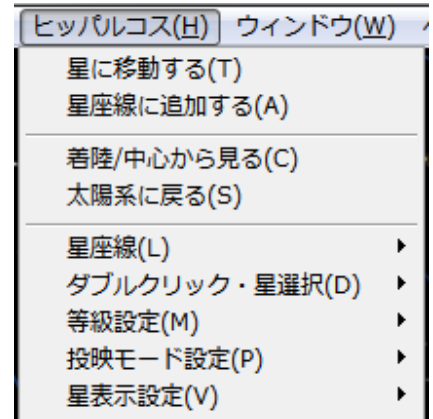 ヒッパルコス(H) ウィンドウ(W)
星に移動する(T)
星座線に追加する(A)
着陸/中心から見る(C)
太陽系に戻る(S)
星座線(L)
ダブルクリック・星選択(D)
等級設定(M)
投映モード設定(P)
星表示設定(V)